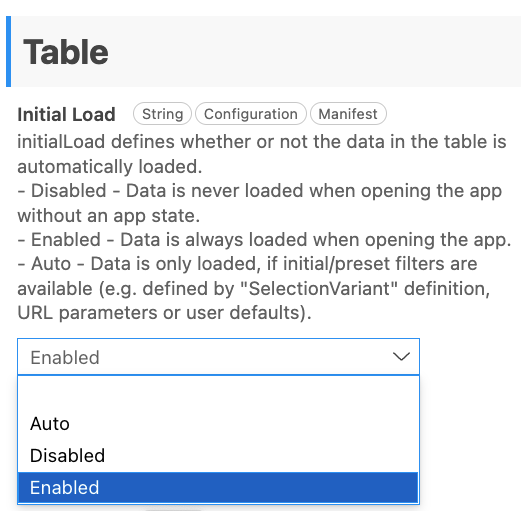 Table
Initial Load String Configuration Manifest
initialLoad defines whether or not the data in the table is
automatically loaded.
- Disabled - Data is never loaded when opening the app
without an app state.
- Enabled - Data is always loaded when opening the app.
- Auto - Data is only loaded, if initial/preset filters are
available (e.g. defined by "SelectionVariant" definition,
URL parameters or user defaults).
Enabled
Auto
Disabled
Enabled